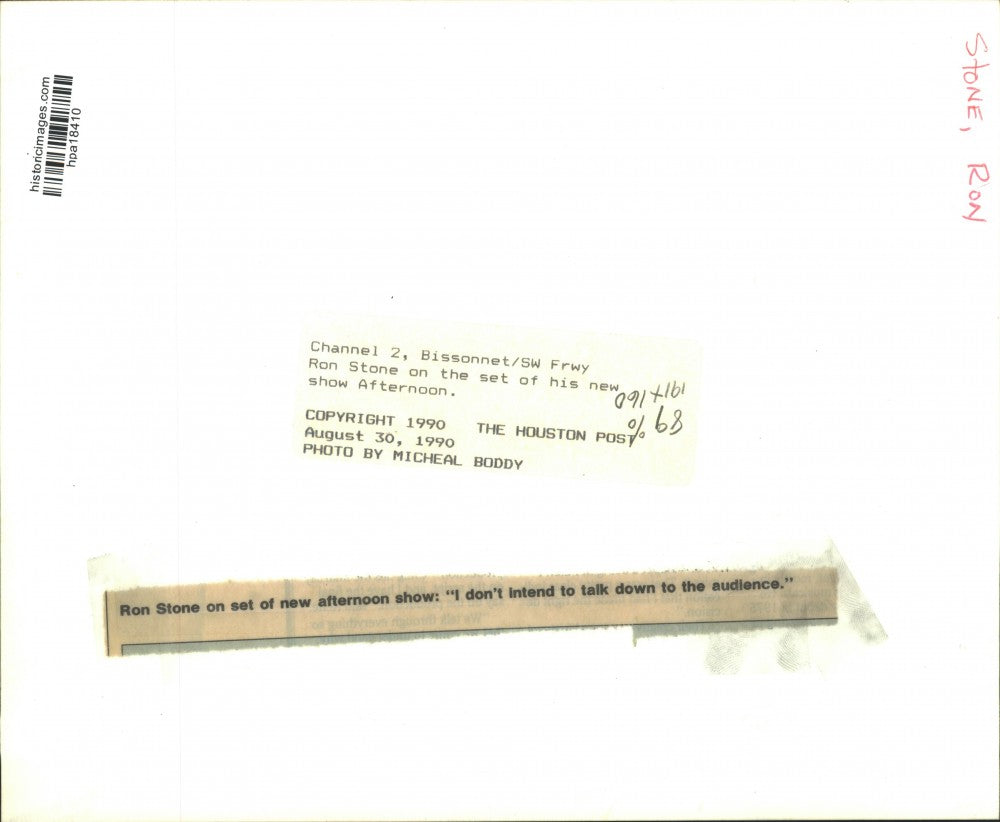 historicimages.com
hpa18410
STONE, RON
Channel 2, Bissonnet/SW Frwy
Ron Stone on the set of his new
show Afternoon.
COPYRIGHT 1990 THE HOUSTON POST
August 30, 1990
PHOTO BY MICHEAL BODDY
89%
Ron Stone on set of new afternoon show: “I don’t intend to talk down to the audience.”